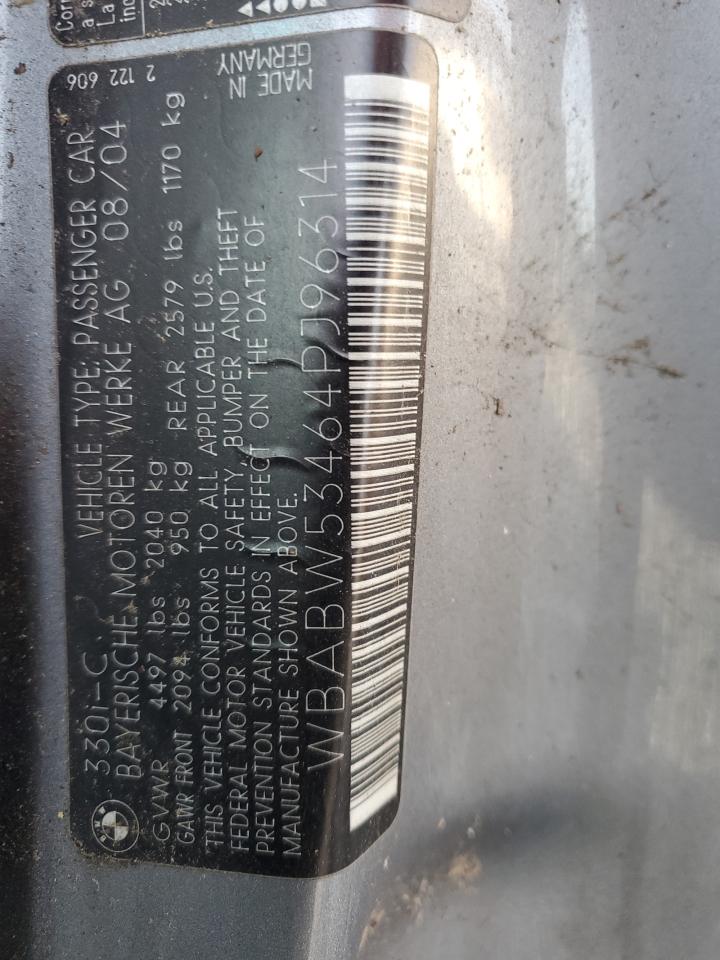 330i-C VEHICLE TYPE: PASSENGER CAR 2 122 606
BAYERISCHE MOTOREN WERKE AG 08/04
GVWR 4497 lbs 2040 kg
GAWR FRONT 2094 lbs 950 kg REAR 2579 lbs 1170 kg
THIS VEHICLE CONFORMS TO ALL APPLICABLE U.S.
FEDERAL MOTOR VEHICLE SAFETY, BUMPER AND THEFT
PREVENTION STANDARDS IN EFFECT ON THE DATE OF
MANUFACTURE SHOWN ABOVE.
MADE IN
GERMANY
WBABW53464PJ96314